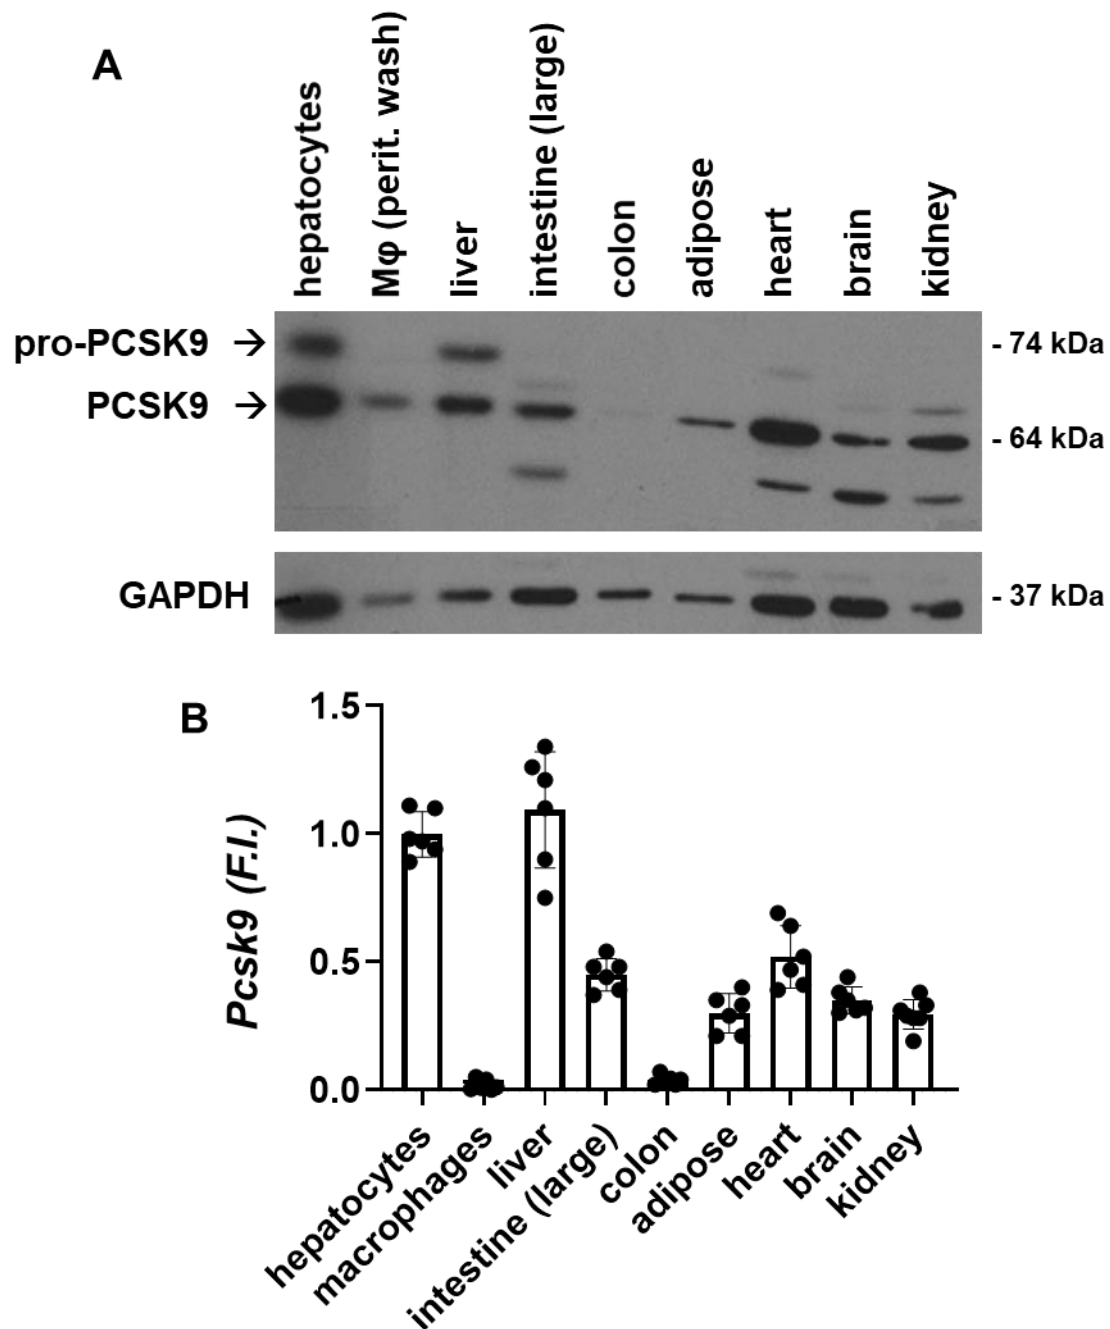 A
hepatocytes
Mφ (perit. wash)
liver
intestine (large)
colon
adipose
heart
brain
kidney
pro-PCSK9 →
- 74 kDa
PCSK9 →
- 64 kDa
GAPDH
- 37 kDa
B
1.5
1.0
0.5
0.0
Pcsk9 (F.I.)
hepatocytes
macrophages
liver
intestine (large)
colon
adipose
heart
brain
kidney